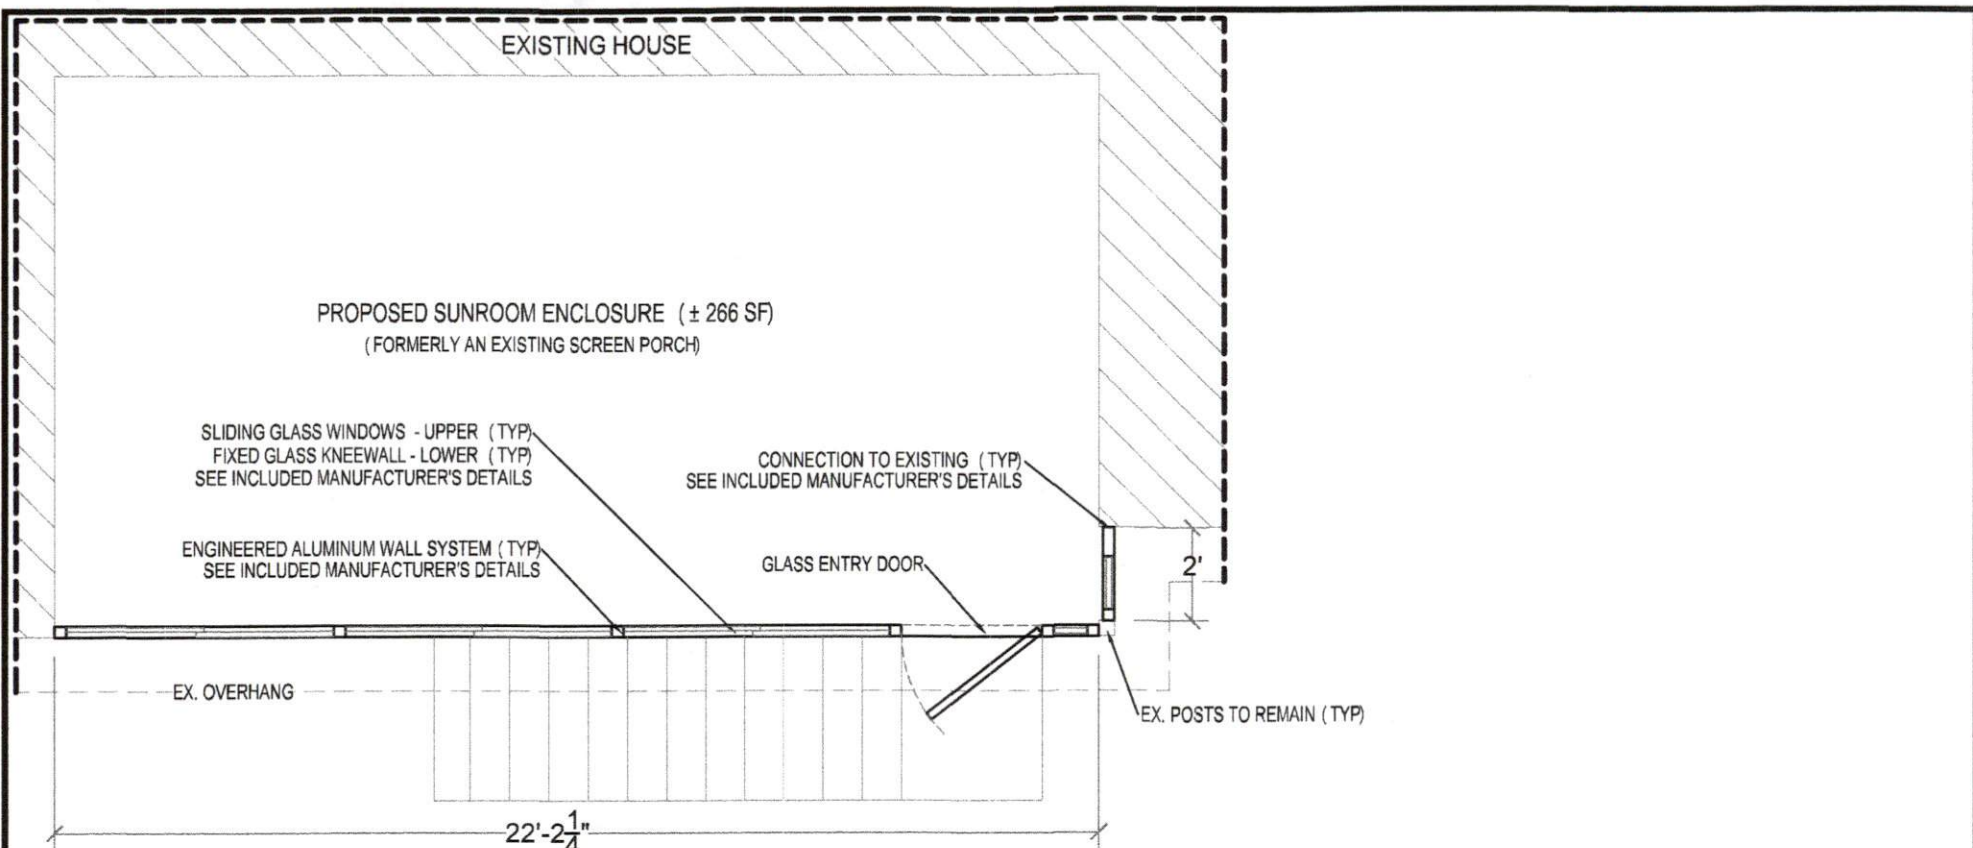 EXISTING HOUSE
PROPOSED SUNROOM ENCLOSURE (± 266 SF)
(FORMERLY AN EXISTING SCREEN PORCH)
SLIDING GLASS WINDOWS - UPPER (TYP)
FIXED GLASS KNEEWALL - LOWER (TYP)
SEE INCLUDED MANUFACTURER'S DETAILS
CONNECTION TO EXISTING (TYP)
SEE INCLUDED MANUFACTURER'S DETAILS
ENGINEERED ALUMINUM WALL SYSTEM (TYP)
SEE INCLUDED MANUFACTURER'S DETAILS
GLASS ENTRY DOOR
2'
EX. OVERHANG
EX. POSTS TO REMAIN (TYP)
22'-2 1/4"